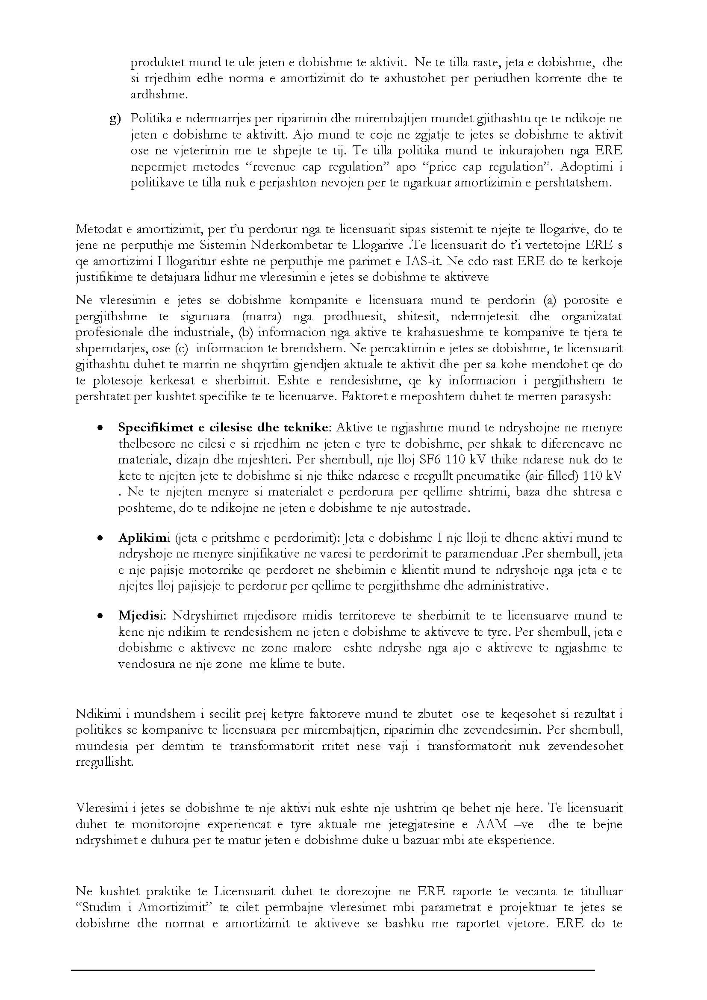 produktet mund te ule jeten e dobishme te aktivit.  Ne te tilla raste, jeta e dobishme,  dhe
si rrjedhim edhe norma e amortizimit do te axhustohet per periudhen korrente dhe te
ardhshme.
g) Politika e ndermarrjes per riparimin dhe mirembajtjen mundet gjithashtu qe te ndikoje ne
jeten e dobishme te aktivitt. Ajo mund te coje ne zgjatje te jetes se dobishme te aktivit
ose ne vjeterimin me te shpejte te tij. Te tilla politika mund te inkurajohen nga ERE
nepermjet metodes “revenue cap regulation” apo “price cap regulation”. Adoptimi i
politikave te tilla nuk e perjashton nevojen per te ngarkuar amortizimin e pershtatshem.
Metodat e amortizimit, per t’u perdorur nga te licensuarit sipas sistemit te njejte te llogarive, do te
jene ne perputhje me Sistemin Nderkombetar te Llogarive .Te licensuarit do t’i vertetojne ERE-s
qe amortizimi I llogaritur eshte ne perputhje me parimet e IAS-it. Ne cdo rast ERE do te kerkoje
justifikime te detajuara lidhur me vleresimin e jetes se dobishme te aktiveve
Ne vleresimin e jetes se dobishme kompanite e licensuara mund te perdorin (a) porosite e
pergjithshme te siguruara (marra) nga prodhuesit, shitesit, ndermjetesit dhe organizatat
profesionale dhe industriale, (b) informacion nga aktive te krahasueshme te kompanive te tjera te
shperndarjes, ose (c)  informacion te brendshem. Ne percaktimin e jetes se dobishme, te licensuarit
gjithashtu duhet te marrin ne shqyrtim gjendjen aktuale te aktivit dhe per sa kohe mendohet qe do
te plotesoje kerkesat e sherbimit. Eshte e rendesishme, qe ky informacion i pergjithshem te
pershtatet per kushtet specifike te te licenuarve. Faktoret e meposhtem duhet te merren parasysh:
• Specifikimet e cilesise dhe teknike: Aktive te ngjashme mund te ndryshojne ne menyre
thelbesore ne cilesi e si rrjedhim ne jeten e tyre te dobishme, per shkak te diferencave ne
materiale, dizajn dhe mjeshteri. Per shembull, nje lloj SF6 110 kV thike ndarese nuk do te
kete te njejten jete te dobishme si nje thike ndarese e rregullt pneumatike (air-filled) 110 kV
. Ne te njejten menyre si materialet e perdorura per qellime shtrimi, baza dhe shtresa e
poshteme, do te ndikojne ne jeten e dobishme te nje autostrade.
• Aplikimi (jeta e pritshme e perdorimit): Jeta e dobishme I nje lloji te dhene aktivi mund te
ndryshoje ne menyre sinjifikative ne varesi te perdorimit te paramenduar .Per shembull, jeta
e nje pajisje motorrike qe perdoret ne shebimin e klientit mund te ndryshoje nga jeta e te
njejtes lloj pajisjeje te perdorur per qellime te pergjithshme dhe administrative.
• Mjedisi: Ndryshimet mjedisore midis territoreve te sherbimit te te licensuarve mund te
kene nje ndikim te rendesishem ne jeten e dobishme te aktiveve te tyre. Per shembull, jeta e
dobishme e aktiveve ne zone malore  eshte ndryshe nga ajo e aktiveve te ngjashme te
vendosura ne nje zone  me klime te bute.
Ndikimi i mundshem i secilit prej ketyre faktoreve mund te zbutet  ose te keqesohet si rezultat i
politikes se kompanive te licensuara per mirembajtjen, riparimin dhe zevendesimin. Per shembull,
mundesia per demtim te transformatorit rritet nese vaji i transformatorit nuk zevendesohet
rregullisht.
Vleresimi i jetes se dobishme te nje aktivi nuk eshte nje ushtrim qe behet nje here. Te licensuarit
duhet te monitorojne experiencat e tyre aktuale me jetegjatesine e AAM –ve  dhe te bejne
ndryshimet e duhura per te matur jeten e dobishme duke u bazuar mbi ate eksperience.
Ne kushtet praktike te Licensuarit duhet te dorezojne ne ERE raporte te vecanta te titulluar
“Studim i Amortizimit” te cilet permbajne vleresimet mbi parametrat e projektuar te jetes se
dobishme dhe normat e amortizimit te aktiveve se bashku me raportet vjetore. ERE do te